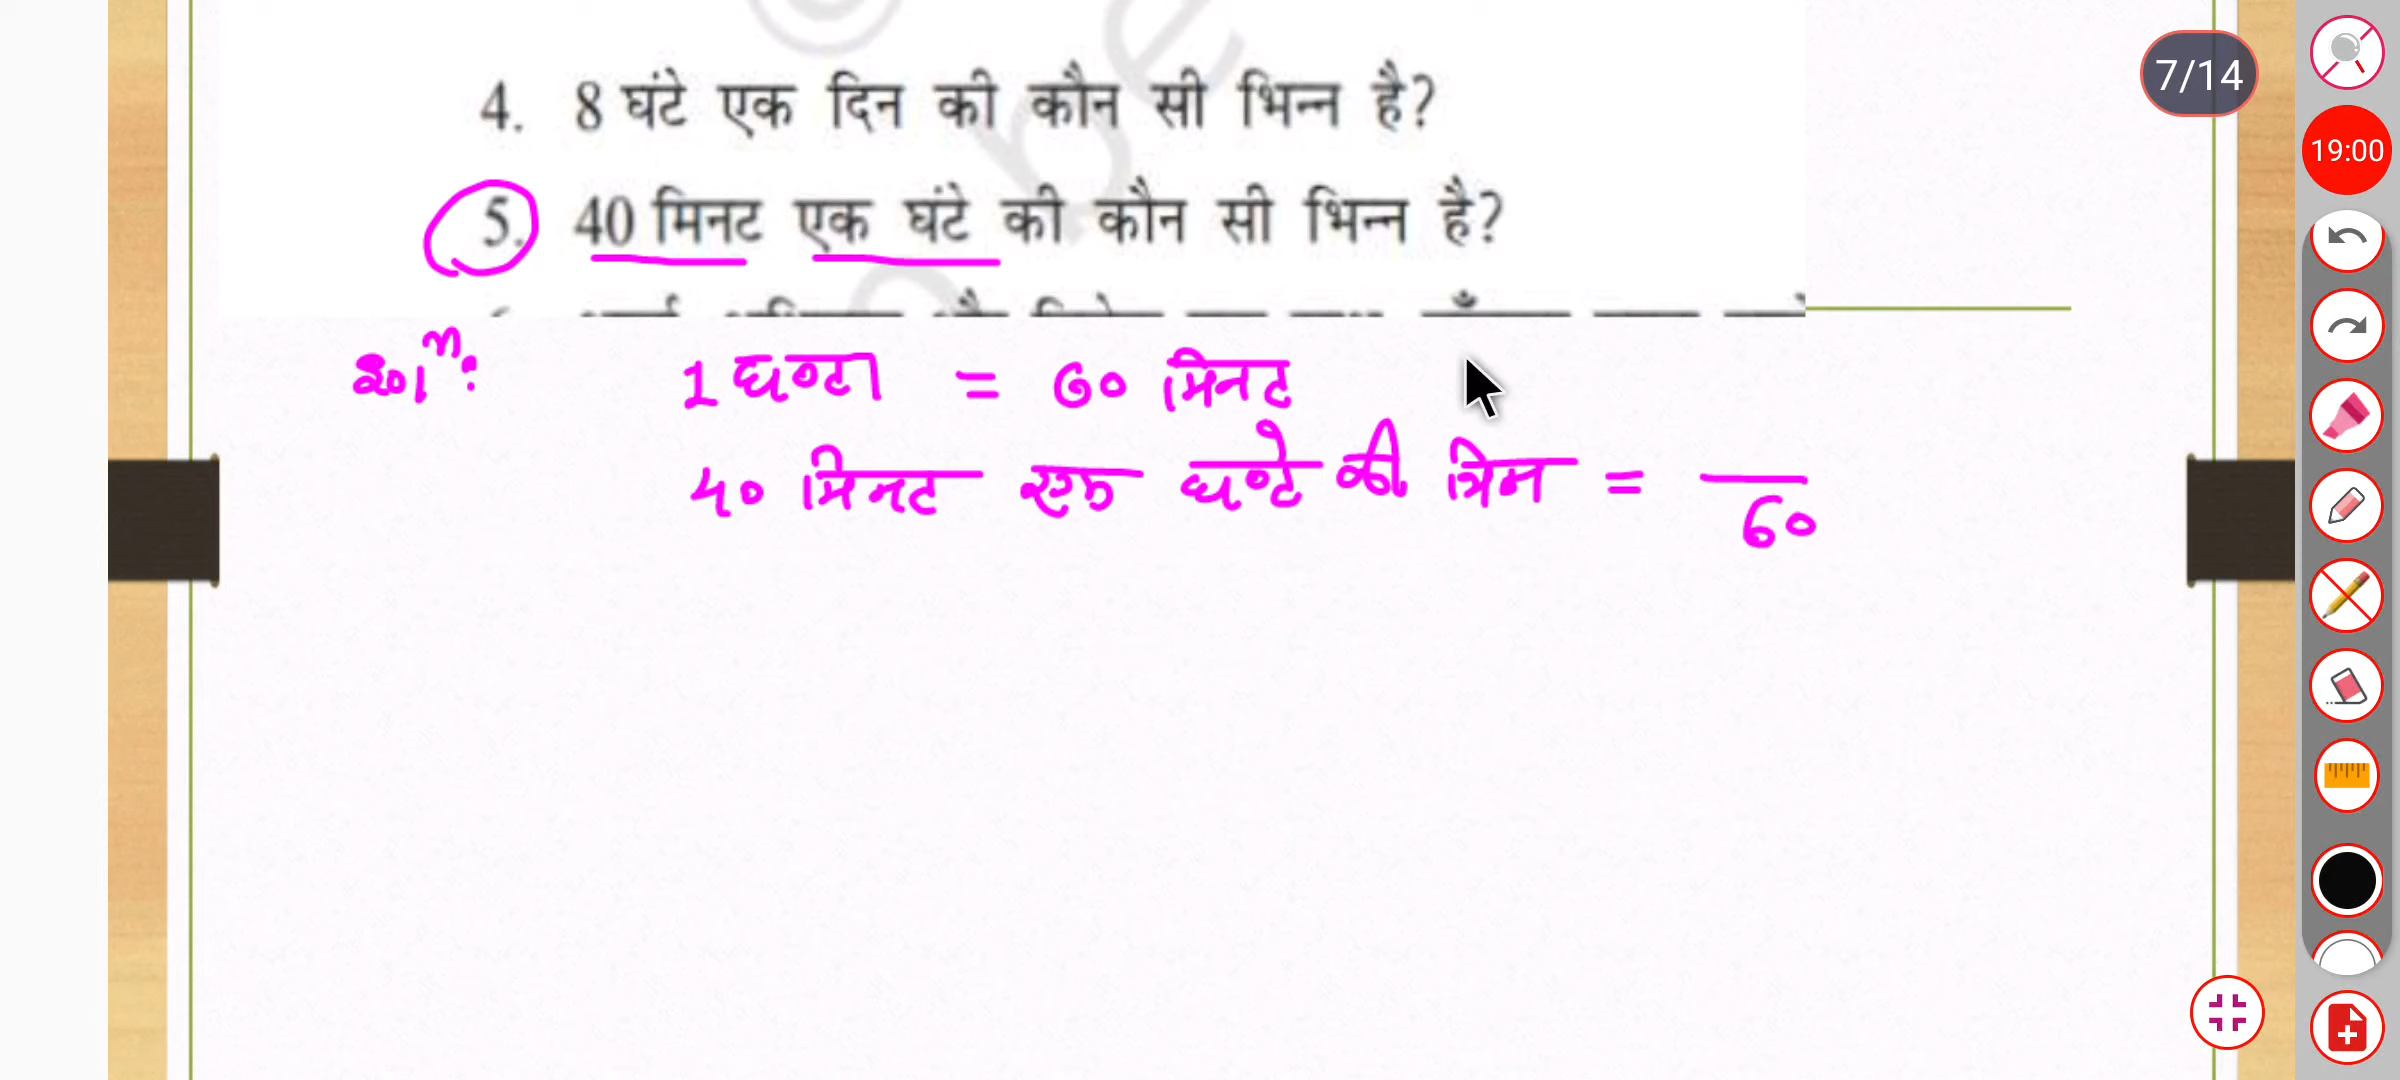 7/14
19:00
4. 8 घंटे एक दिन की कौन सी भिन्न है?
5. 40 मिनट एक घंटे की कौन सी भिन्न है?
Solⁿ: 1 घण्टा = 60 मिनट
40 मिनट एक घण्टे की भिन्न = 
60